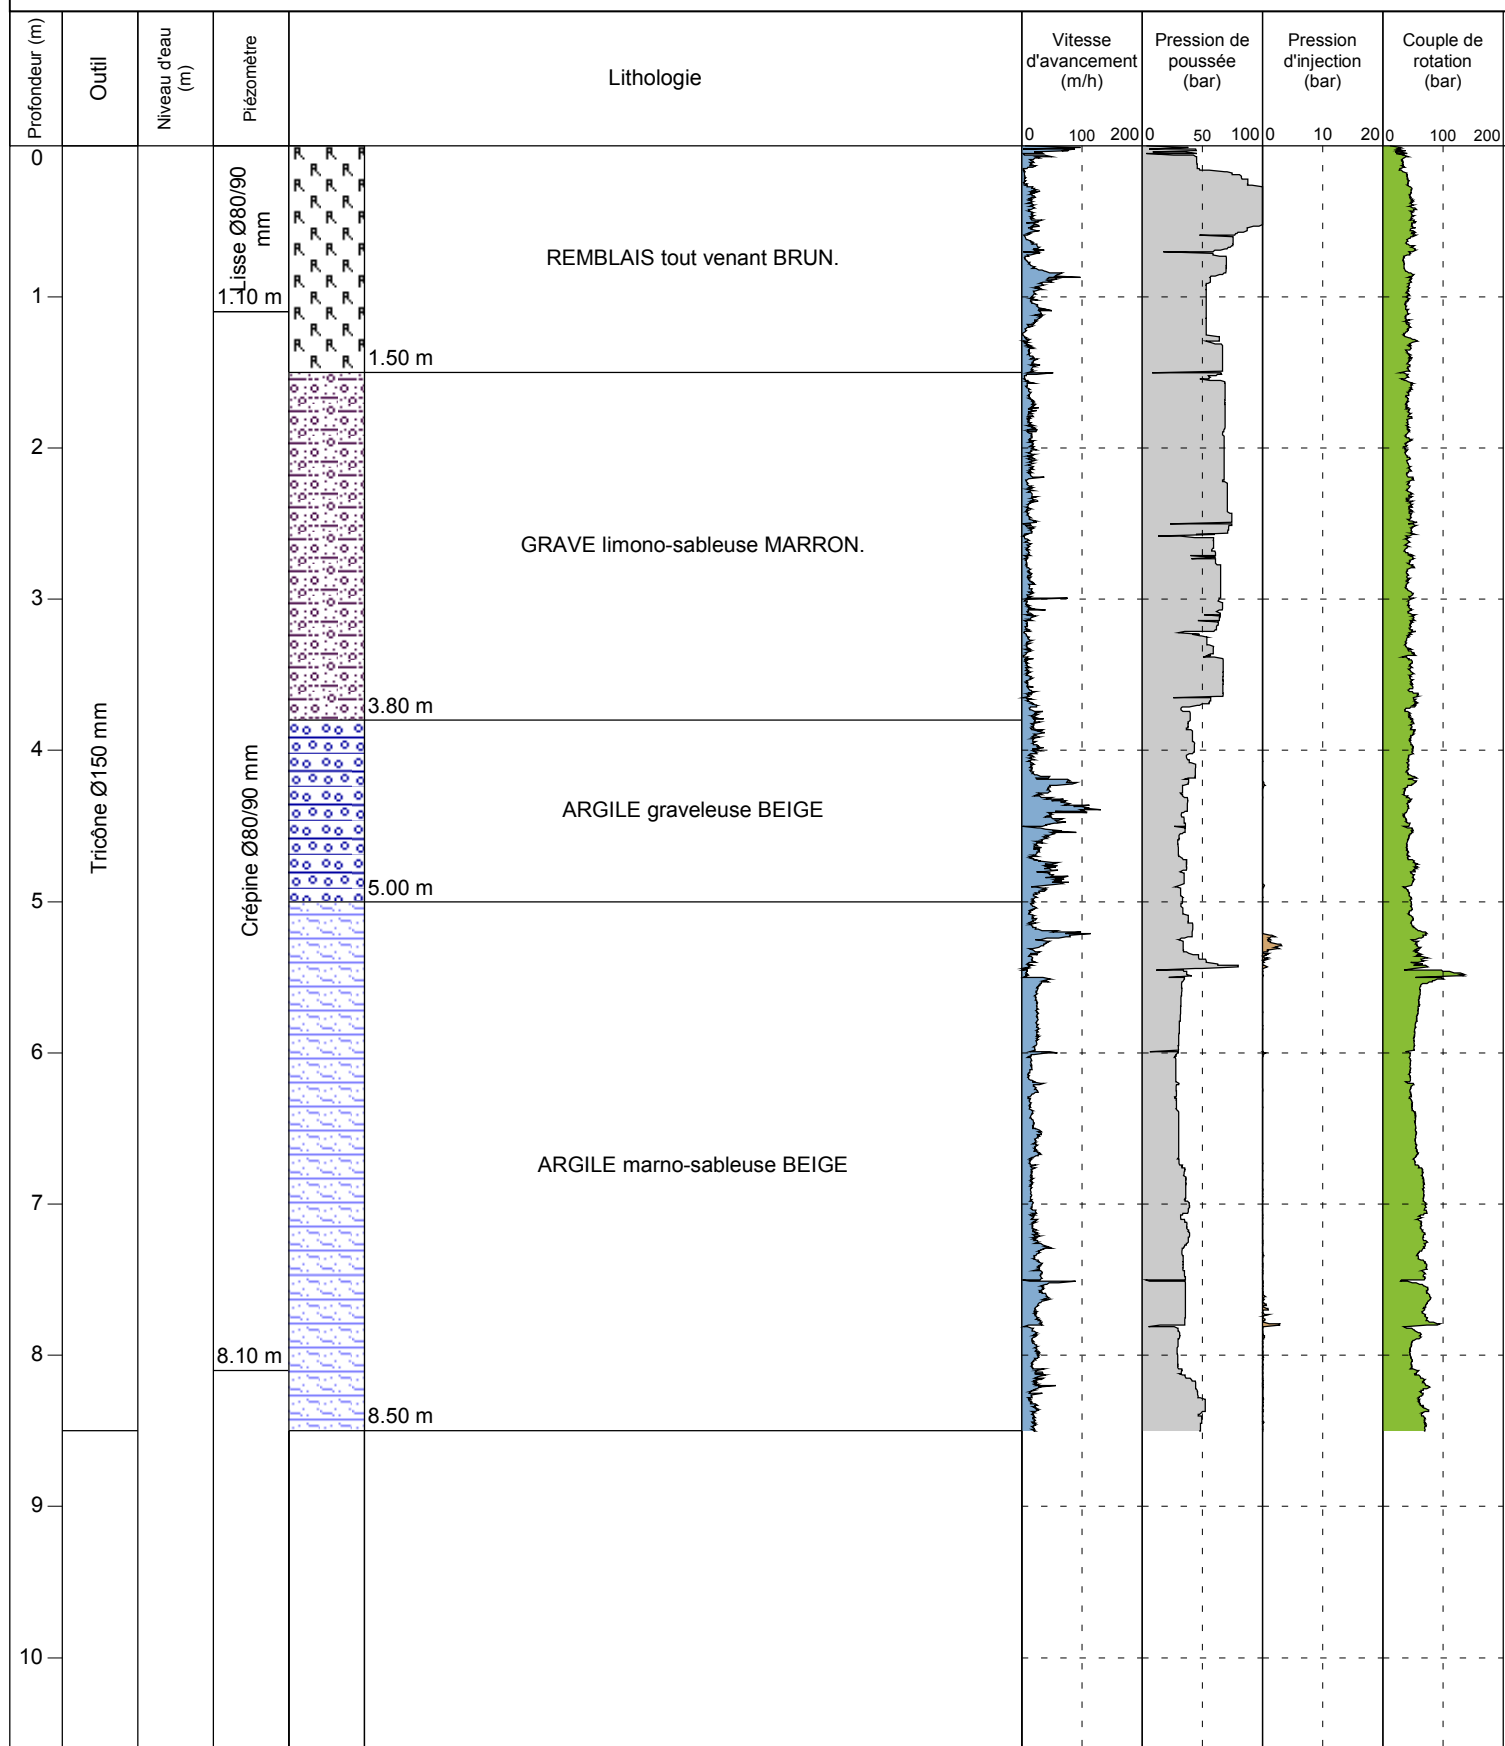 Profondeur (m)
Outil
Niveau d'eau
(m)
Piézomètre
Lithologie
Vitesse
d'avancement
(m/h)
Pression de
poussée
(bar)
Pression
d'injection
(bar)
Couple de
rotation
(bar)
0 100 200
0 50 100
0 10 20
0 100 200
0
1
2
3
4
5
6
7
8
9
10
Tricône Ø150 mm
Lisse Ø80/90
mm
1.10 m
Crépine Ø80/90 mm
8.10 m
REMBLAIS tout venant BRUN.
1.50 m
GRAVE limono-sableuse MARRON.
3.80 m
ARGILE graveleuse BEIGE
5.00 m
ARGILE marno-sableuse BEIGE
8.50 m